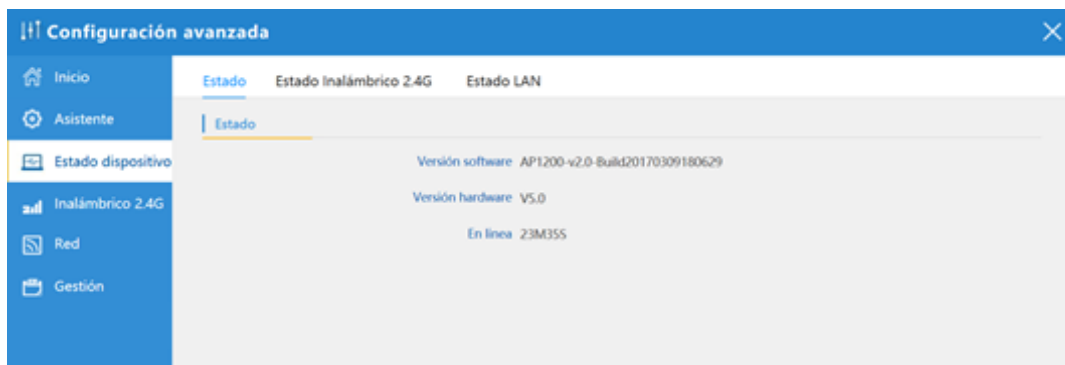 Configuración avanzada
Inicio
Asistente
Estado dispositivo
Inalámbrico 2.4G
Red
Gestión
Estado Estado Inalámbrico 2.4G Estado LAN
Estado
Versión software AP1200-v2.0-Build20170309180629
Versión hardware V5.0
En línea 23M35S